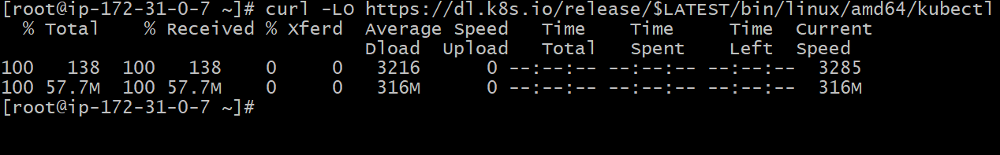 [root@ip-172-31-0-7 ~]# curl -LO https://dl.k8s.io/release/$LATEST/bin/linux/amd64/kubectl
  % Total    % Received % Xferd  Average Speed   Time    Time     Time  Current
                                 Dload  Upload   Total   Spent    Left  Speed
100   138  100   138    0     0   3216      0 --:--:-- --:--:-- --:--:--  3285
100 57.7M  100 57.7M    0     0   316M      0 --:--:-- --:--:-- --:--:--  316M
[root@ip-172-31-0-7 ~]#